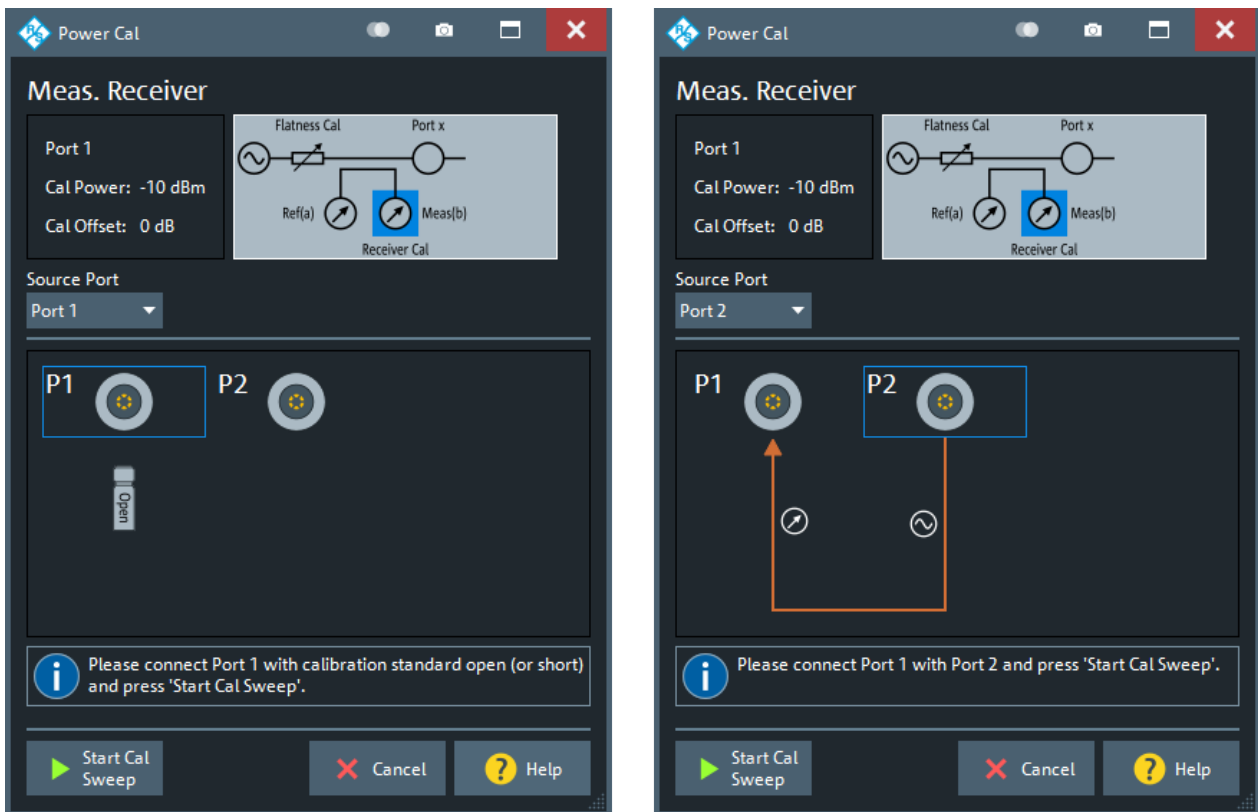 Power Cal
Meas. Receiver
Port 1
Cal Power: -10 dBm
Cal Offset: 0 dB
Flatness Cal
Port x
Ref(a)
Meas(b)
Receiver Cal
Source Port
Port 1
P1
P2
Open
Please connect Port 1 with calibration standard open (or short)
and press 'Start Cal Sweep'.
Start Cal
Sweep
Cancel
? Help
Power Cal
Meas. Receiver
Port 1
Cal Power: -10 dBm
Cal Offset: 0 dB
Flatness Cal
Port x
Ref(a)
Meas(b)
Receiver Cal
Source Port
Port 2
P1
P2
Please connect Port 1 with Port 2 and press 'Start Cal Sweep'.
Start Cal
Sweep
Cancel
? Help